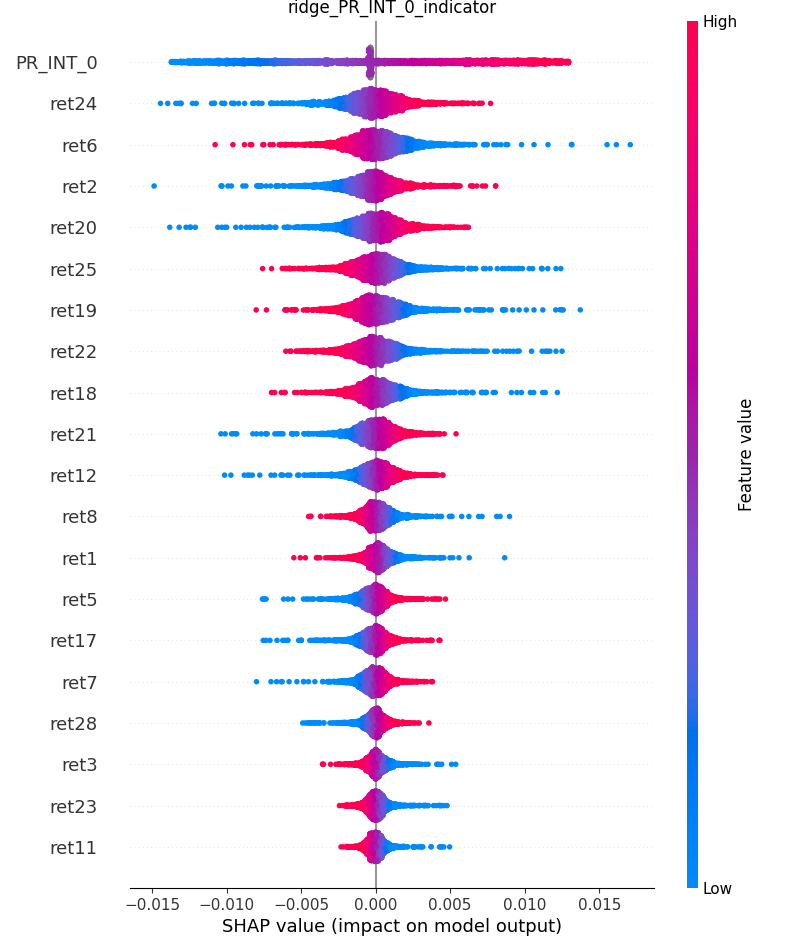 ridge_PR_INT_0_indicator
High
PR_INT_0
ret24
ret6
ret2
ret20
ret25
ret19
ret22
ret18
ret21
ret12
ret8
ret1
ret5
ret17
ret7
ret28
ret3
ret23
ret11
Feature value
Low
−0.015 −0.010 −0.005 0.000 0.005 0.010 0.015
SHAP value (impact on model output)